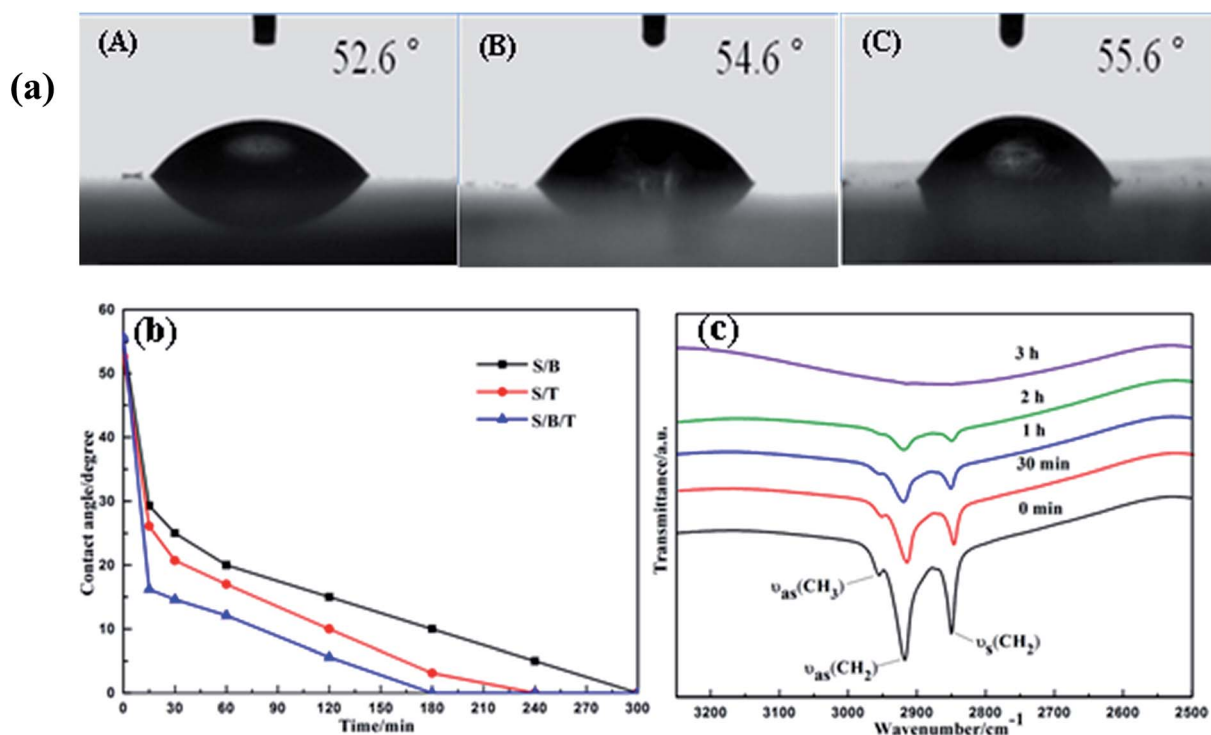 (a)
(A) 52.6 °
(B) 54.6 °
(C) 55.6 °
(b)
Contact angle/degree
60
50
40
30
20
10
0
S/B
S/T
S/B/T
0 30 60 90 120 150 180 210 240 270 300
Time/min
(c)
Transmittance/a.u.
3 h
2 h
1 h
30 min
0 min
υas(CH3)
υas(CH2)
υs(CH2)
3200 3100 3000 2900 2800 2700 2600 2500
Wavenumber/cm-1